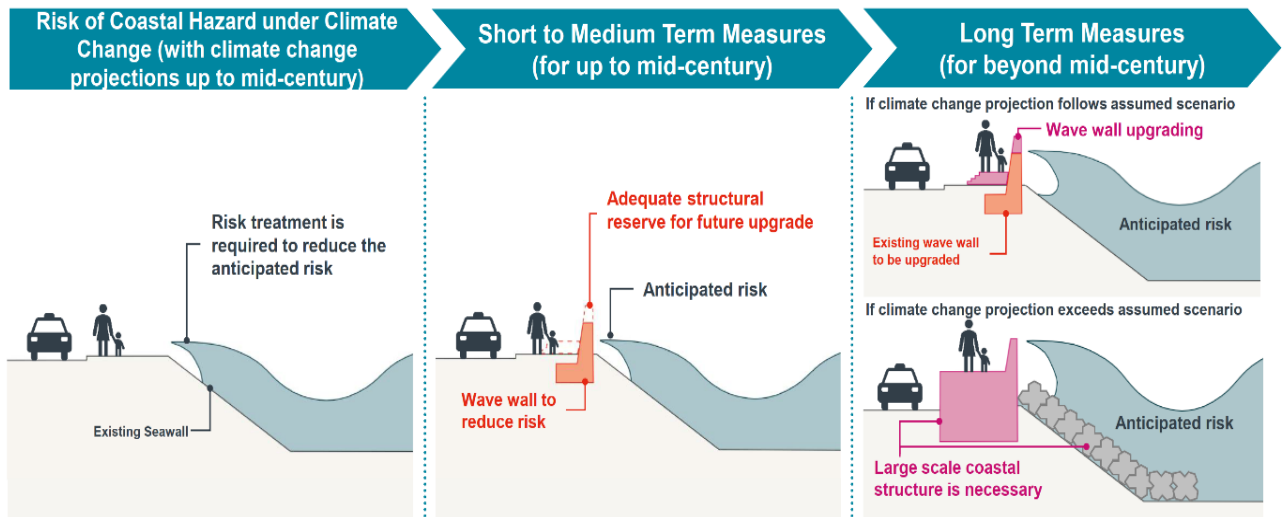 Risk of Coastal Hazard under Climate
Change (with climate change
projections up to mid-century)
Short to Medium Term Measures
(for up to mid-century)
Long Term Measures
(for beyond mid-century)
Risk treatment is
required to reduce the
anticipated risk
Existing Seawall
Adequate structural
reserve for future upgrade
Anticipated risk
Wave wall to
reduce risk
If climate change projection follows assumed scenario
Wave wall upgrading
Anticipated risk
Existing wave wall
to be upgraded
If climate change projection exceeds assumed scenario
Anticipated risk
Large scale coastal
structure is necessary